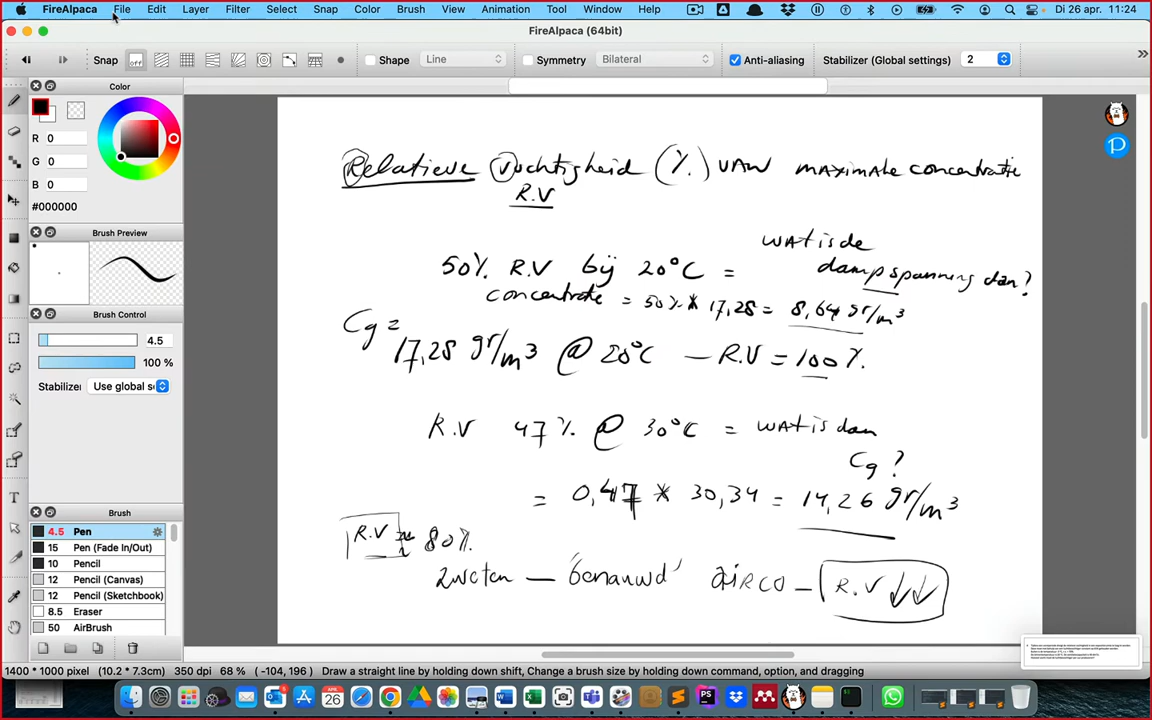 FireAlpaca File Edit Layer Filter Select Snap Color Brush View Animation Tool Window Help Di 26 apr. 11:24
FireAlpaca (64bit)
Snap off Shape Line Symmetry Bilateral Anti-aliasing Stabilizer (Global settings) 2
Color
R 0
G 0
B 0
#000000
Brush Preview
Brush Control
4.5
100 %
Stabilizer Use global s
Brush
4.5 Pen
15 Pen (Fade In/Out)
10 Pencil
12 Pencil (Canvas)
12 Pencil (Sketchbook)
8.5 Eraser
50 AirBrush
Relatieve vochtigheid (%) VAN MAXIMALE concentratie
R.V
50% R.V bij 20°C = WAt is de
dampspanning dan?
concentratie = 50% * 17,28 = 8,64 gr/m³
Cg =
17,28 gr/m³ @ 20°C – R.V = 100%.
R.V 47% @ 30°C = WAt is dan
Cg?
= 0,47 * 30,34 = 14,26 gr/m³
R.V ≈ 80%.
zweten — 'benauwd' AIRCO – R.V ↓↓
1400 * 1000 pixel (10.2 * 7.3cm) 350 dpi 68 % (-104, 196) Draw a straight line by holding down shift, Change a brush size by holding down command, option, and dragging